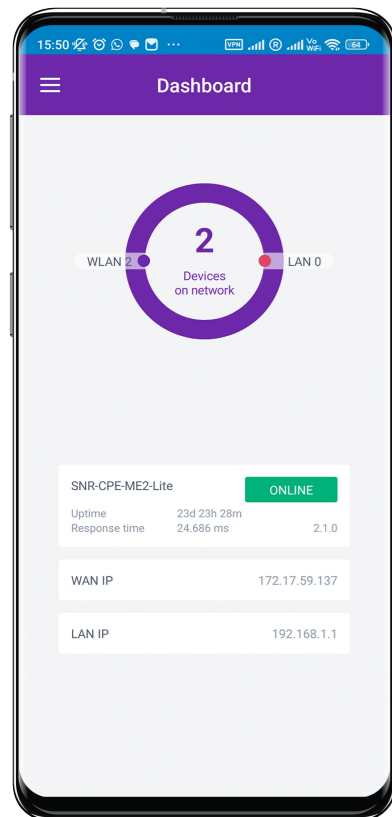 15:50 ... VPN R Vo WiFi 64
Dashboard
2
WLAN 2
LAN 0
Devices
on network
SNR-CPE-ME2-Lite
ONLINE
Uptime 23d 23h 28m
Response time 24.686 ms 2.1.0
WAN IP 172.17.59.137
LAN IP 192.168.1.1